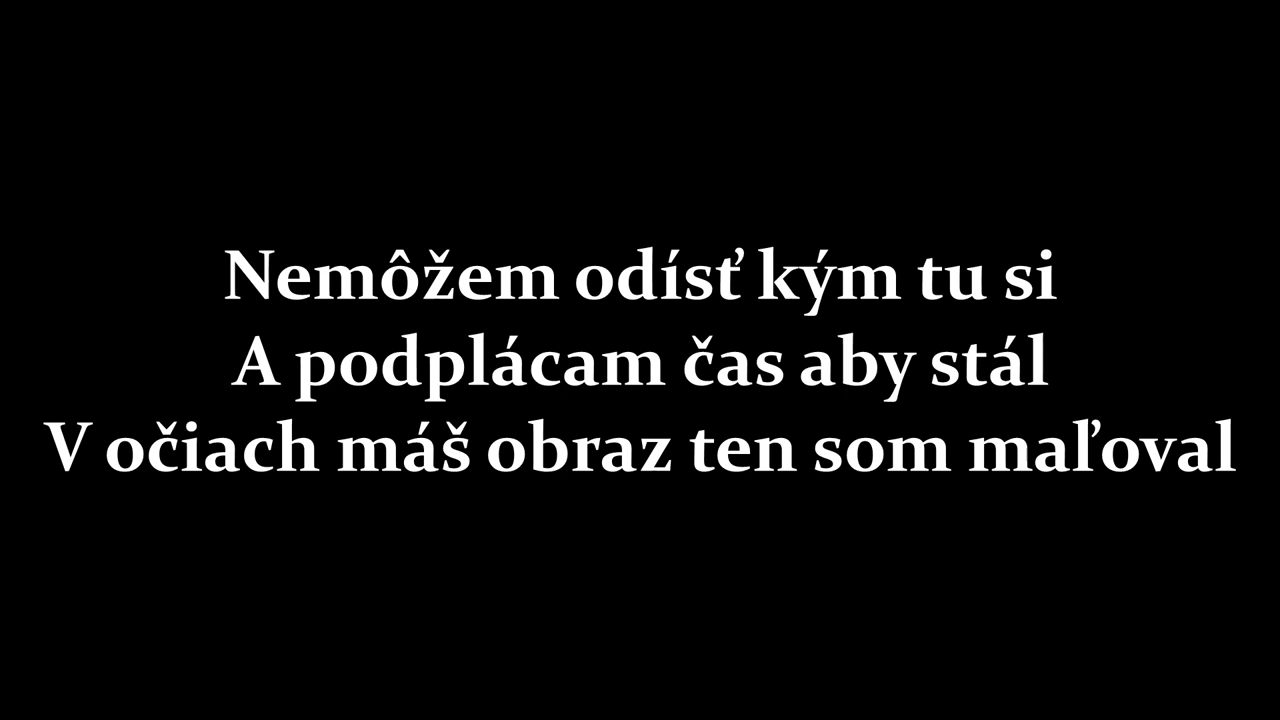 Nemôžem odísť kým tu si
A podplácam čas aby stál
V očiach máš obraz ten som maľoval